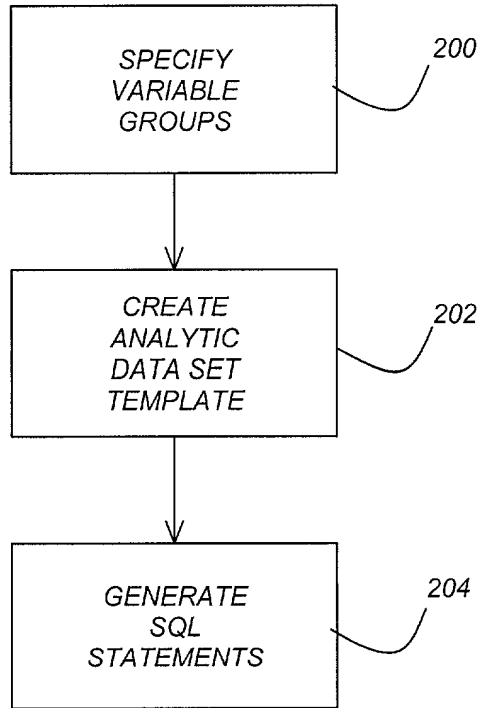 SPECIFY
VARIABLE
GROUPS
200
CREATE
ANALYTIC
DATA SET
TEMPLATE
202
GENERATE
SQL
STATEMENTS
204